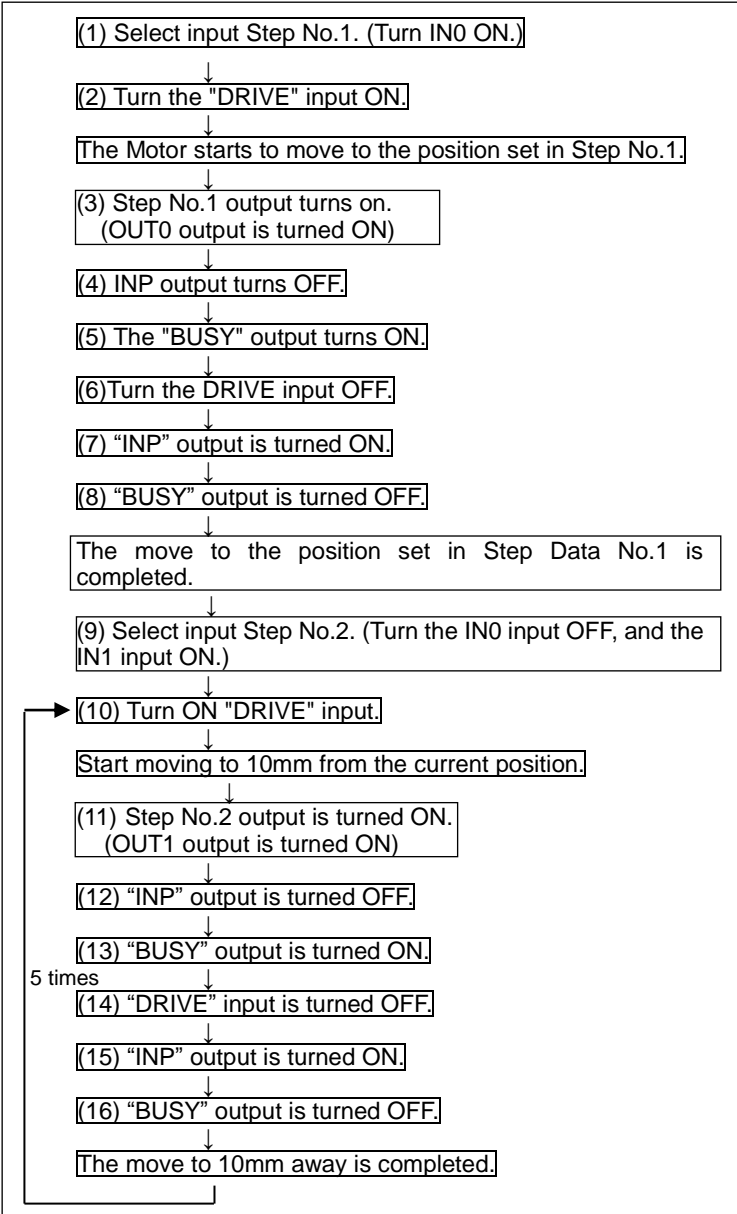 (1) Select input Step No.1. (Turn IN0 ON.)
↓
(2) Turn the "DRIVE" input ON.
↓
The Motor starts to move to the position set in Step No.1.
↓
(3) Step No.1 output turns on.
(OUT0 output is turned ON)
↓
(4) INP output turns OFF.
↓
(5) The "BUSY" output turns ON.
↓
(6)Turn the DRIVE input OFF.
↓
(7) “INP” output is turned ON.
↓
(8) “BUSY” output is turned OFF.
↓
The move to the position set in Step Data No.1 is
completed.
↓
(9) Select input Step No.2. (Turn the IN0 input OFF, and the
IN1 input ON.)
↓
(10) Turn ON "DRIVE" input.
↓
Start moving to 10mm from the current position.
↓
(11) Step No.2 output is turned ON.
(OUT1 output is turned ON)
↓
(12) “INP” output is turned OFF.
↓
(13) “BUSY” output is turned ON.
5 times
↓
(14) “DRIVE” input is turned OFF.
↓
(15) “INP” output is turned ON.
↓
(16) “BUSY” output is turned OFF.
↓
The move to 10mm away is completed.